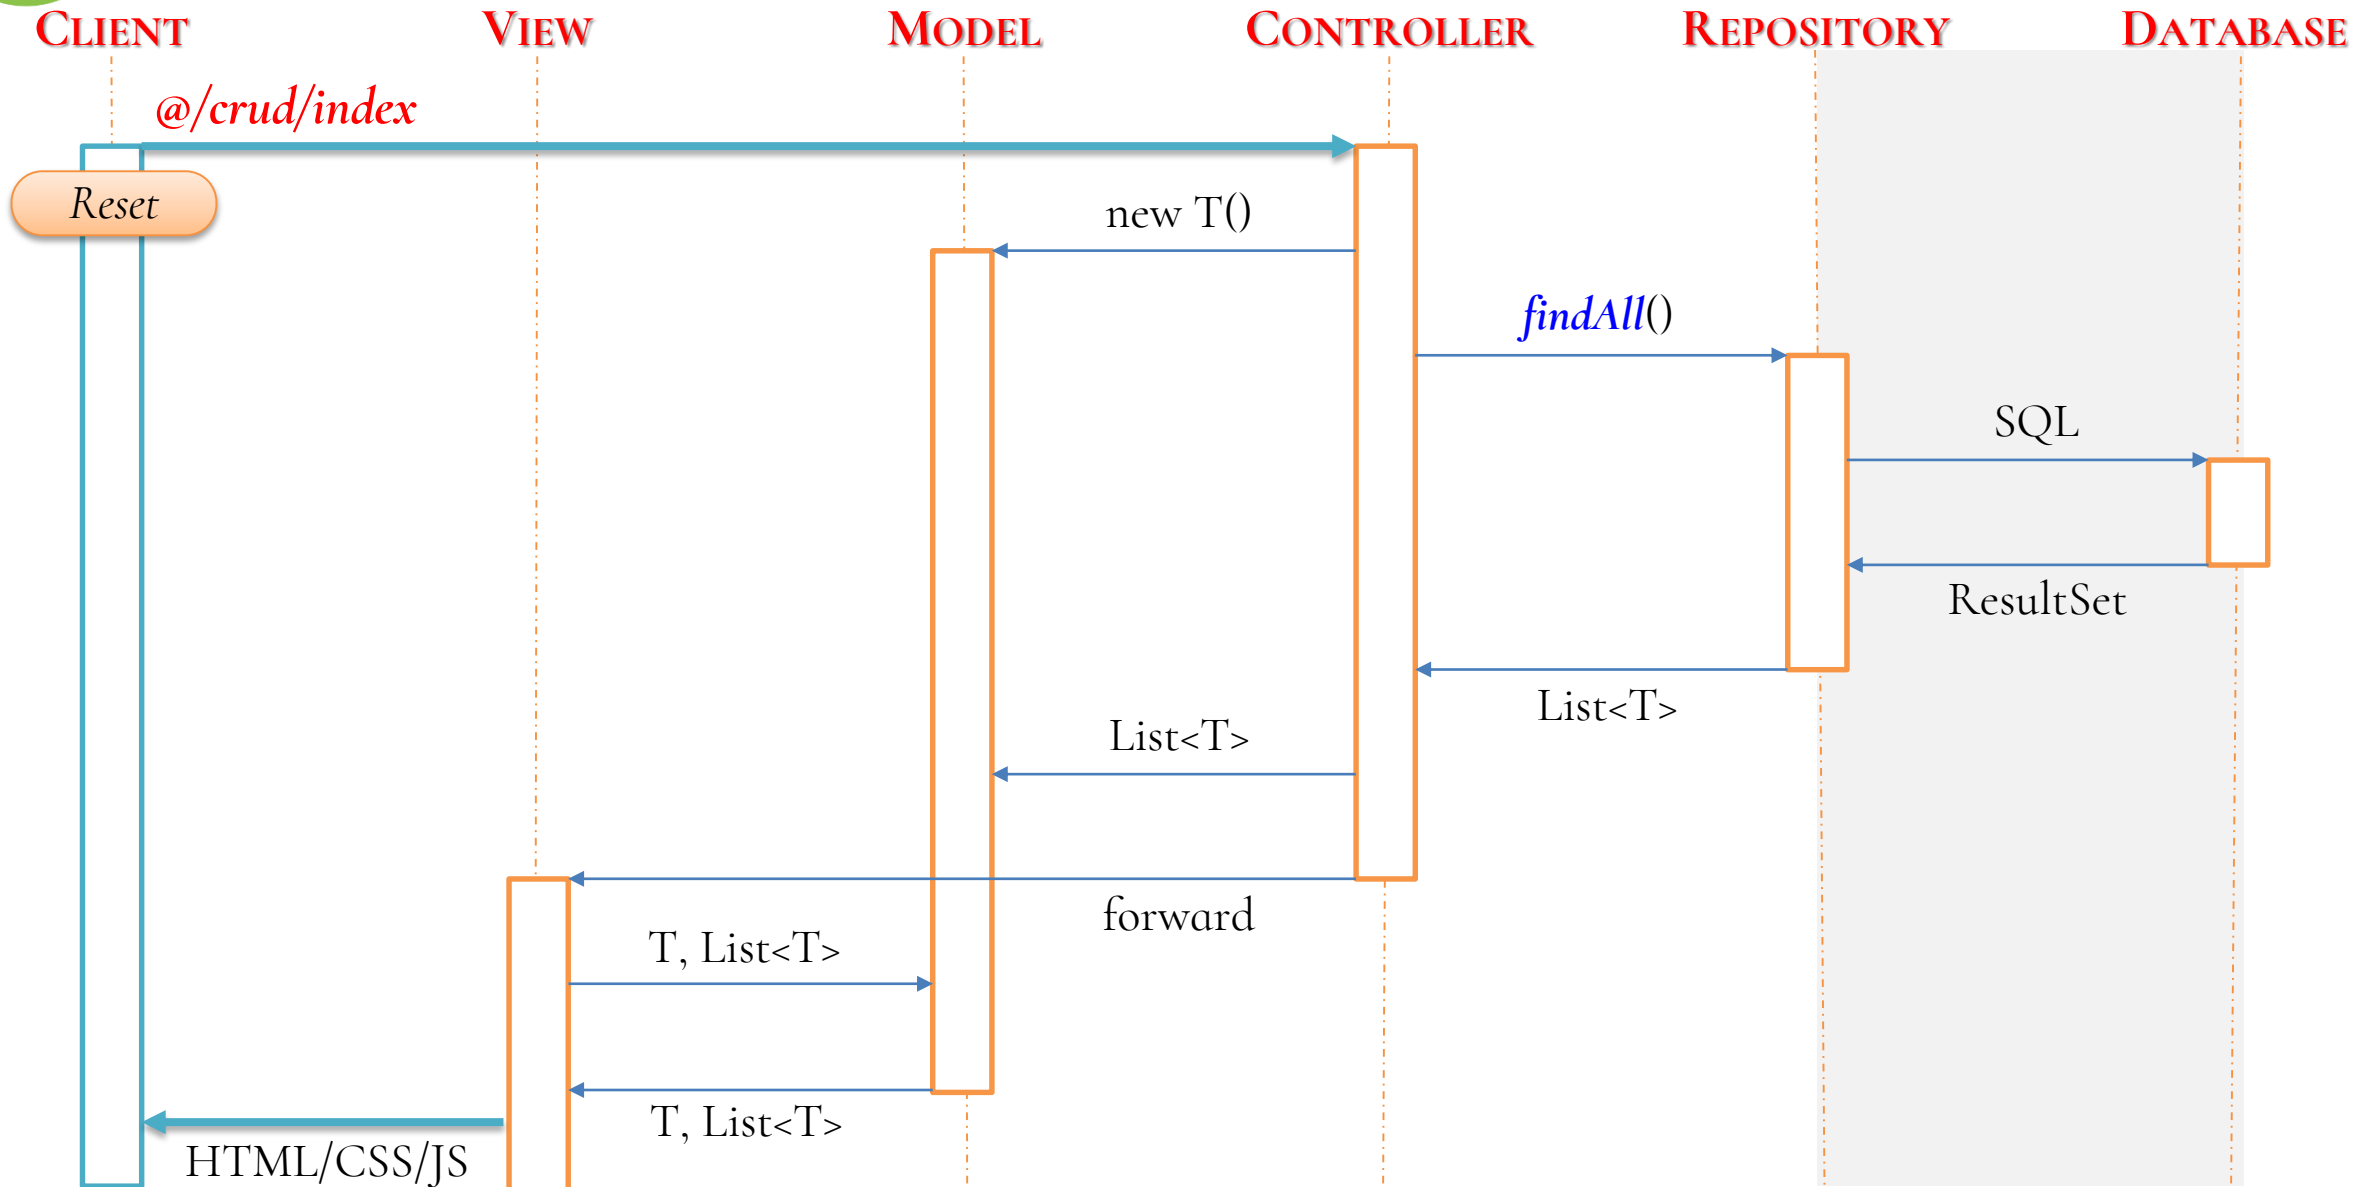 CLIENT VIEW MODEL CONTROLLER REPOSITORY DATABASE
@/crud/index
Reset
new T()
findAll()
SQL
ResultSet
List<T>
List<T>
forward
T, List<T>
T, List<T>
HTML/CSS/JS